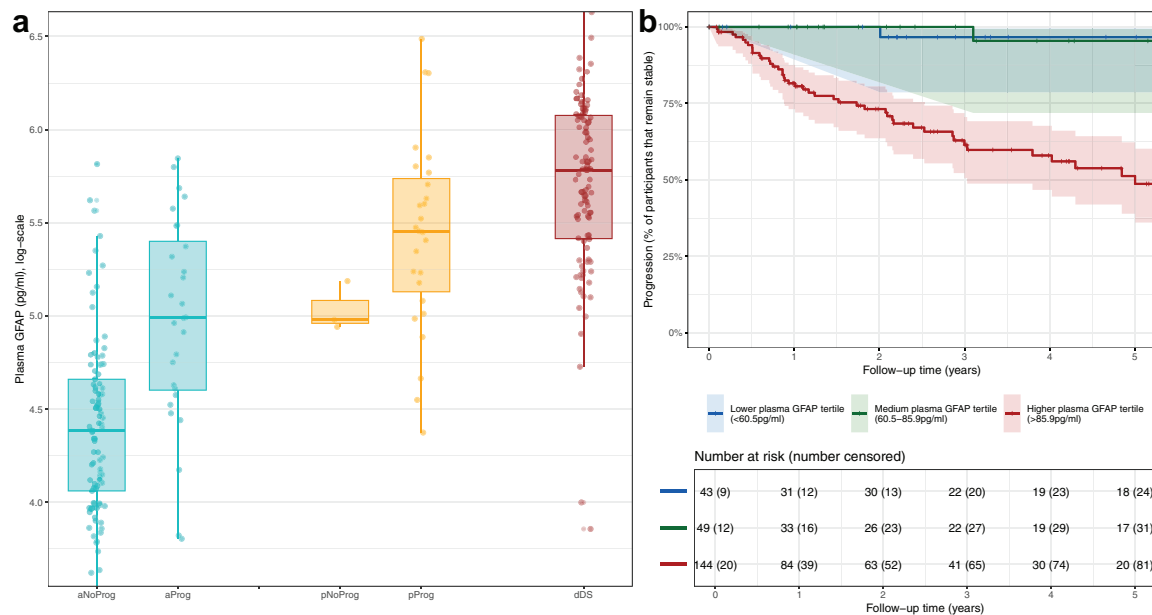 a
Plasma GFAP (pg/ml), log−scale
6.5
6.0
5.5
5.0
4.5
4.0
aNoProg aProg pNoProg pProg dDS
b
Progression (% of participants that remain stable)
100%
75%
50%
25%
0%
0 1 2 3 4 5
Follow−up time (years)
Lower plasma GFAP tertile
(<60.5pg/ml)
Medium plasma GFAP tertile
(60.5−85.9pg/ml)
Higher plasma GFAP tertile
(>85.9pg/ml)
Number at risk (number censored)
43 (9) 31 (12) 30 (13) 22 (20) 19 (23) 18 (24)
49 (12) 33 (16) 26 (23) 22 (27) 19 (29) 17 (31)
144 (20) 84 (39) 63 (52) 41 (65) 30 (74) 20 (81)
0 1 2 3 4 5
Follow−up time (years)